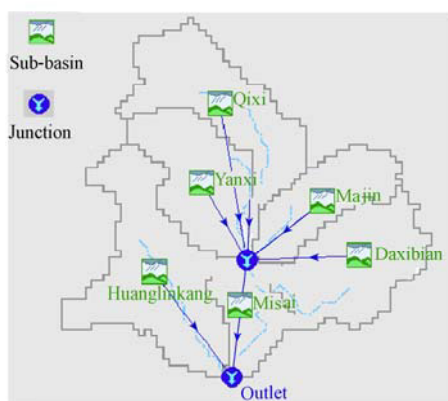 Sub-basin
Junction
Qixi
Yanxi
Majin
Daxibian
Huanglinkang
Misai
Outlet